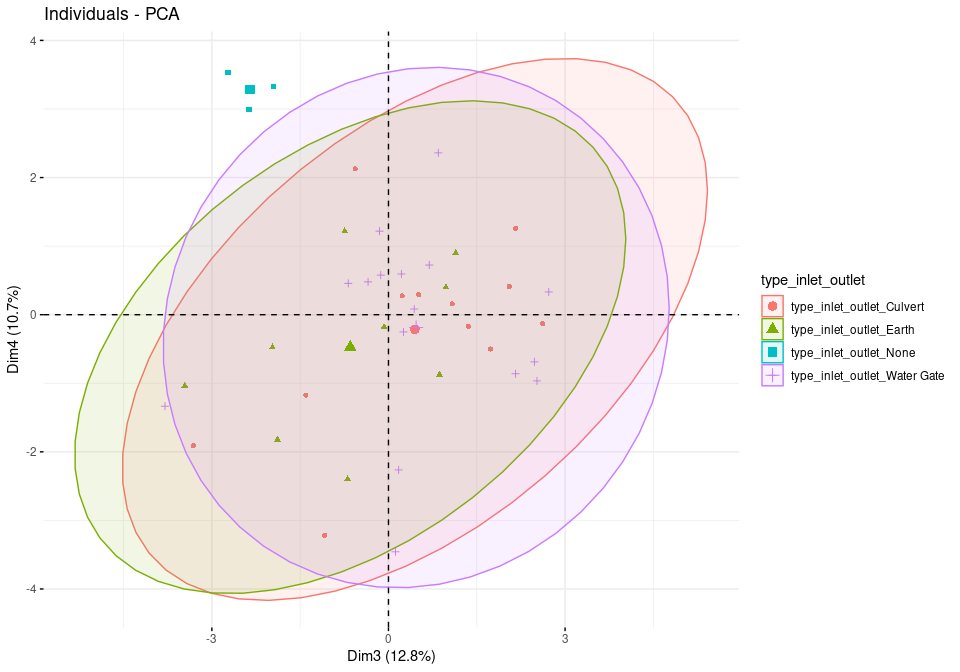 Individuals - PCA
4
2
0
-2
-4
Dim4 (10.7%)
-3
0
3
Dim3 (12.8%)
type_inlet_outlet
type_inlet_outlet_Culvert
type_inlet_outlet_Earth
type_inlet_outlet_None
type_inlet_outlet_Water Gate